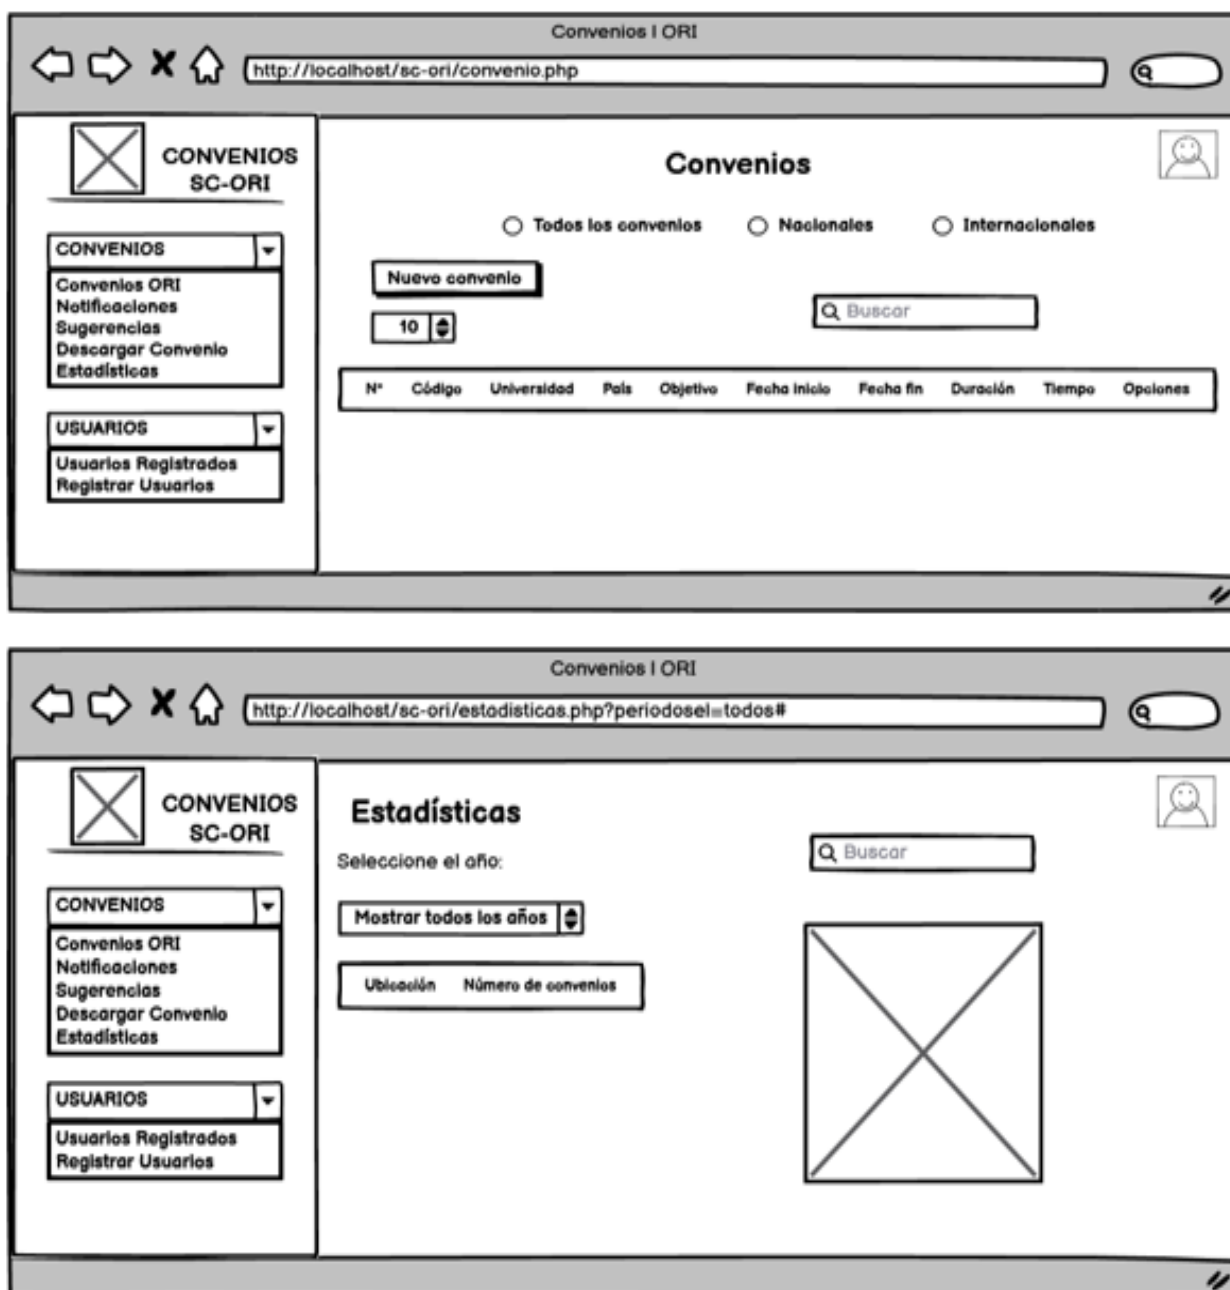 Convenios | ORI
http://localhost/sc-ori/convenio.php
CONVENIOS
SC-ORI
CONVENIOS
Convenios ORI
Notificaciones
Sugerencias
Descargar Convenio
Estadísticas
USUARIOS
Usuarios Registrados
Registrar Usuarios
Convenios
Todos los convenios Nacionales Internacionales
Nuevo convenio
10
Buscar
N° Código Universidad País Objetivo Fecha inicio Fecha fin Duración Tiempo Opciones
Convenios | ORI
http://localhost/sc-ori/estadisticas.php?periodosel=todos#
CONVENIOS
SC-ORI
CONVENIOS
Convenios ORI
Notificaciones
Sugerencias
Descargar Convenio
Estadísticas
USUARIOS
Usuarios Registrados
Registrar Usuarios
Estadísticas
Buscar
Seleccione el año:
Mostrar todos los años
Ubicación Número de convenios